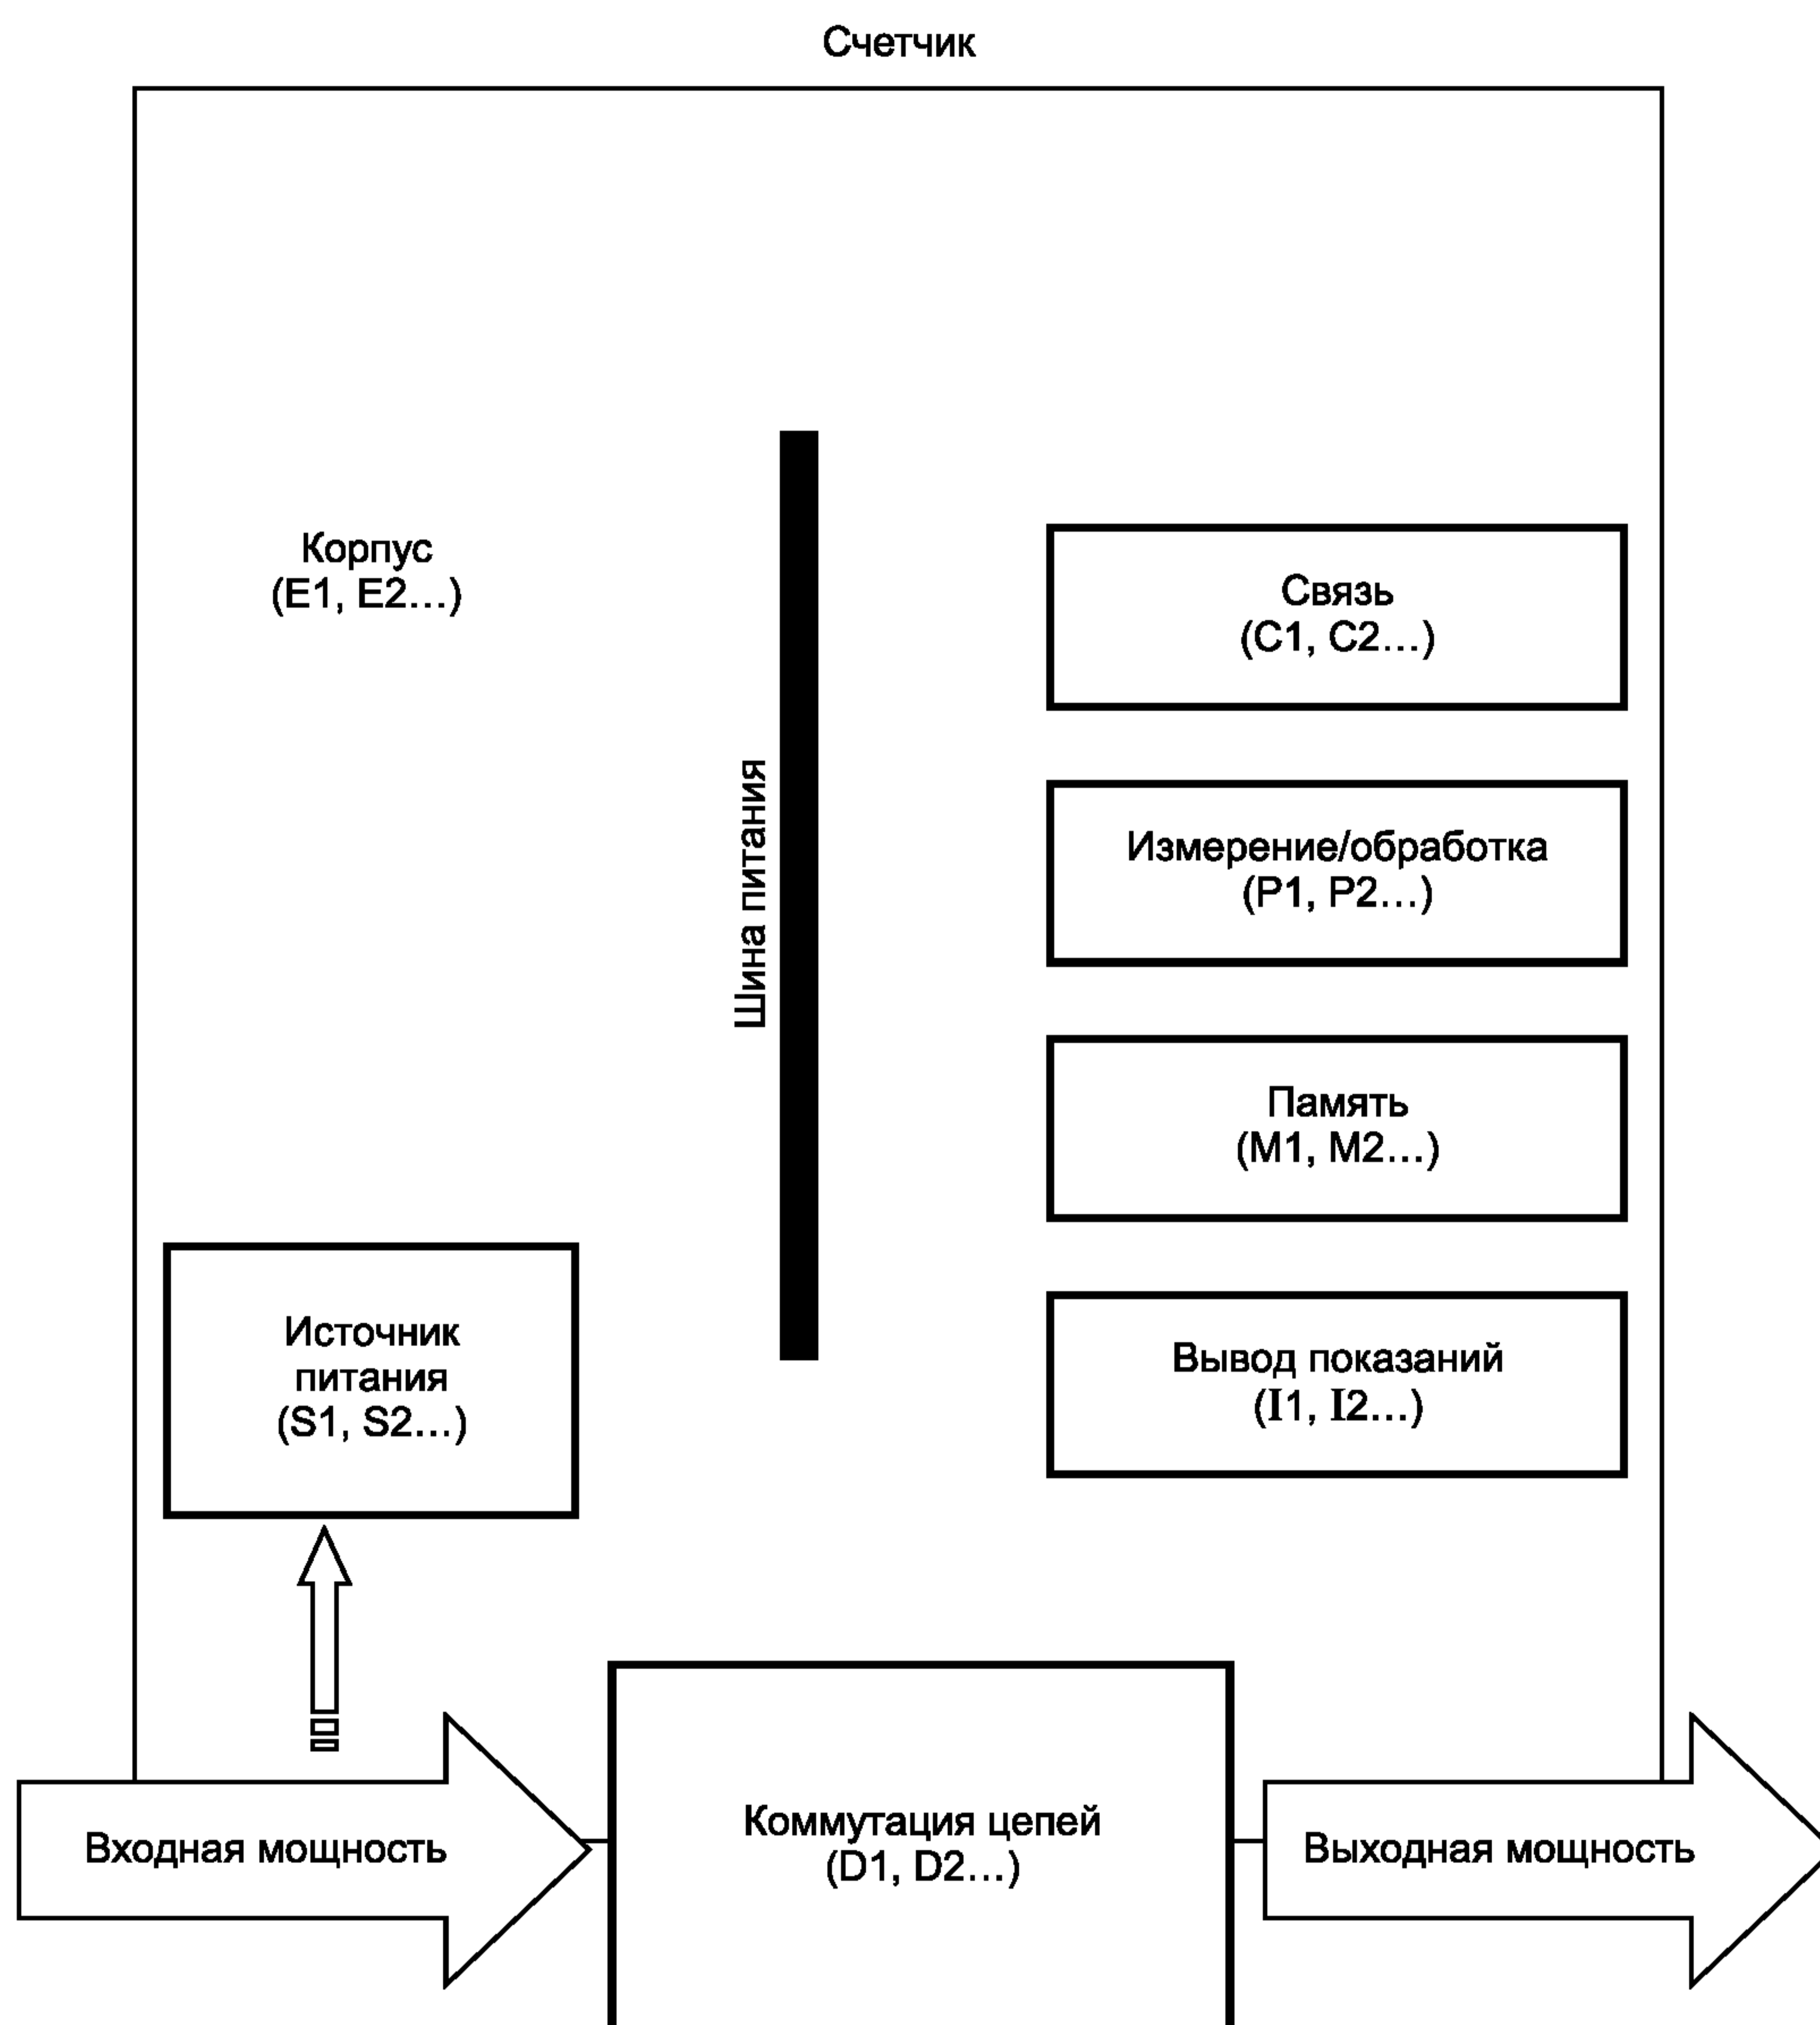 Счетчик
Корпус
(E1, E2...)
Связь
(C1, C2...)
Шина питания
Измерение/обработка
(P1, P2...)
Память
(M1, M2...)
Источник
питания
(S1, S2...)
Вывод показаний
(I1, I2...)
Входная мощность
Коммутация цепей
(D1, D2...)
Выходная мощность